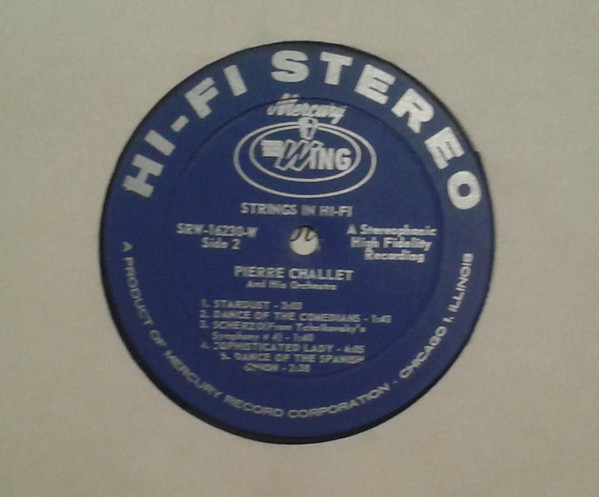 HI-FI STEREO
Mercury
WING
STRINGS IN HI-FI
SRW-16230-W
Side 2
A Stereophonic
High Fidelity
Recording
PIERRE CHALLET
And His Orchestra
1. STARDUST - 3:03
2. DANCE OF THE COMEDIANS - 1:43
3. SCHERZO (From Tchaikovsky's
Symphony # 4) - 1:40
4. SOPHISTICATED LADY - 4:05
5. DANCE OF THE SPANISH
- 2:38
A PRODUCT OF MERCURY RECORD CORPORATION · CHICAGO 1, ILLINOIS